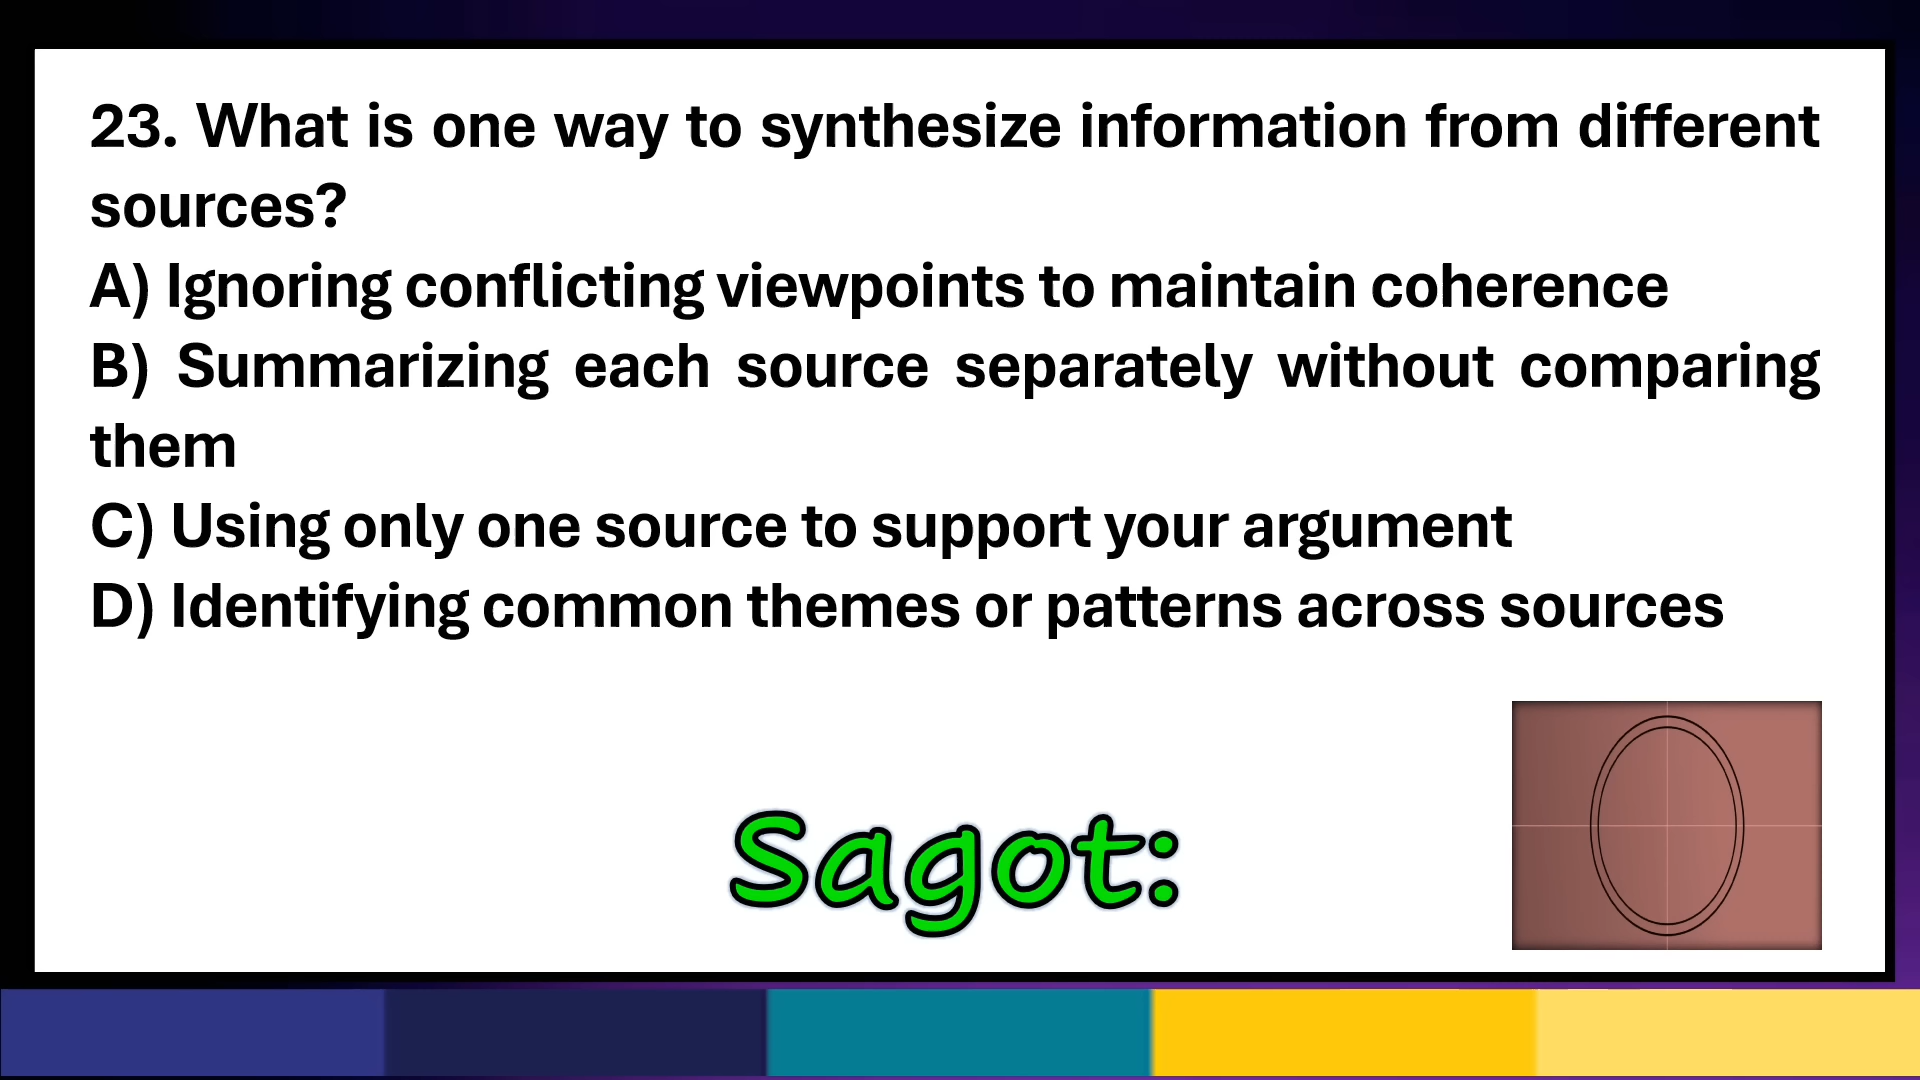 23. What is one way to synthesize information from different
sources?
A) Ignoring conflicting viewpoints to maintain coherence
B) Summarizing each source separately without comparing
them
C) Using only one source to support your argument
D) Identifying common themes or patterns across sources
Sagot: